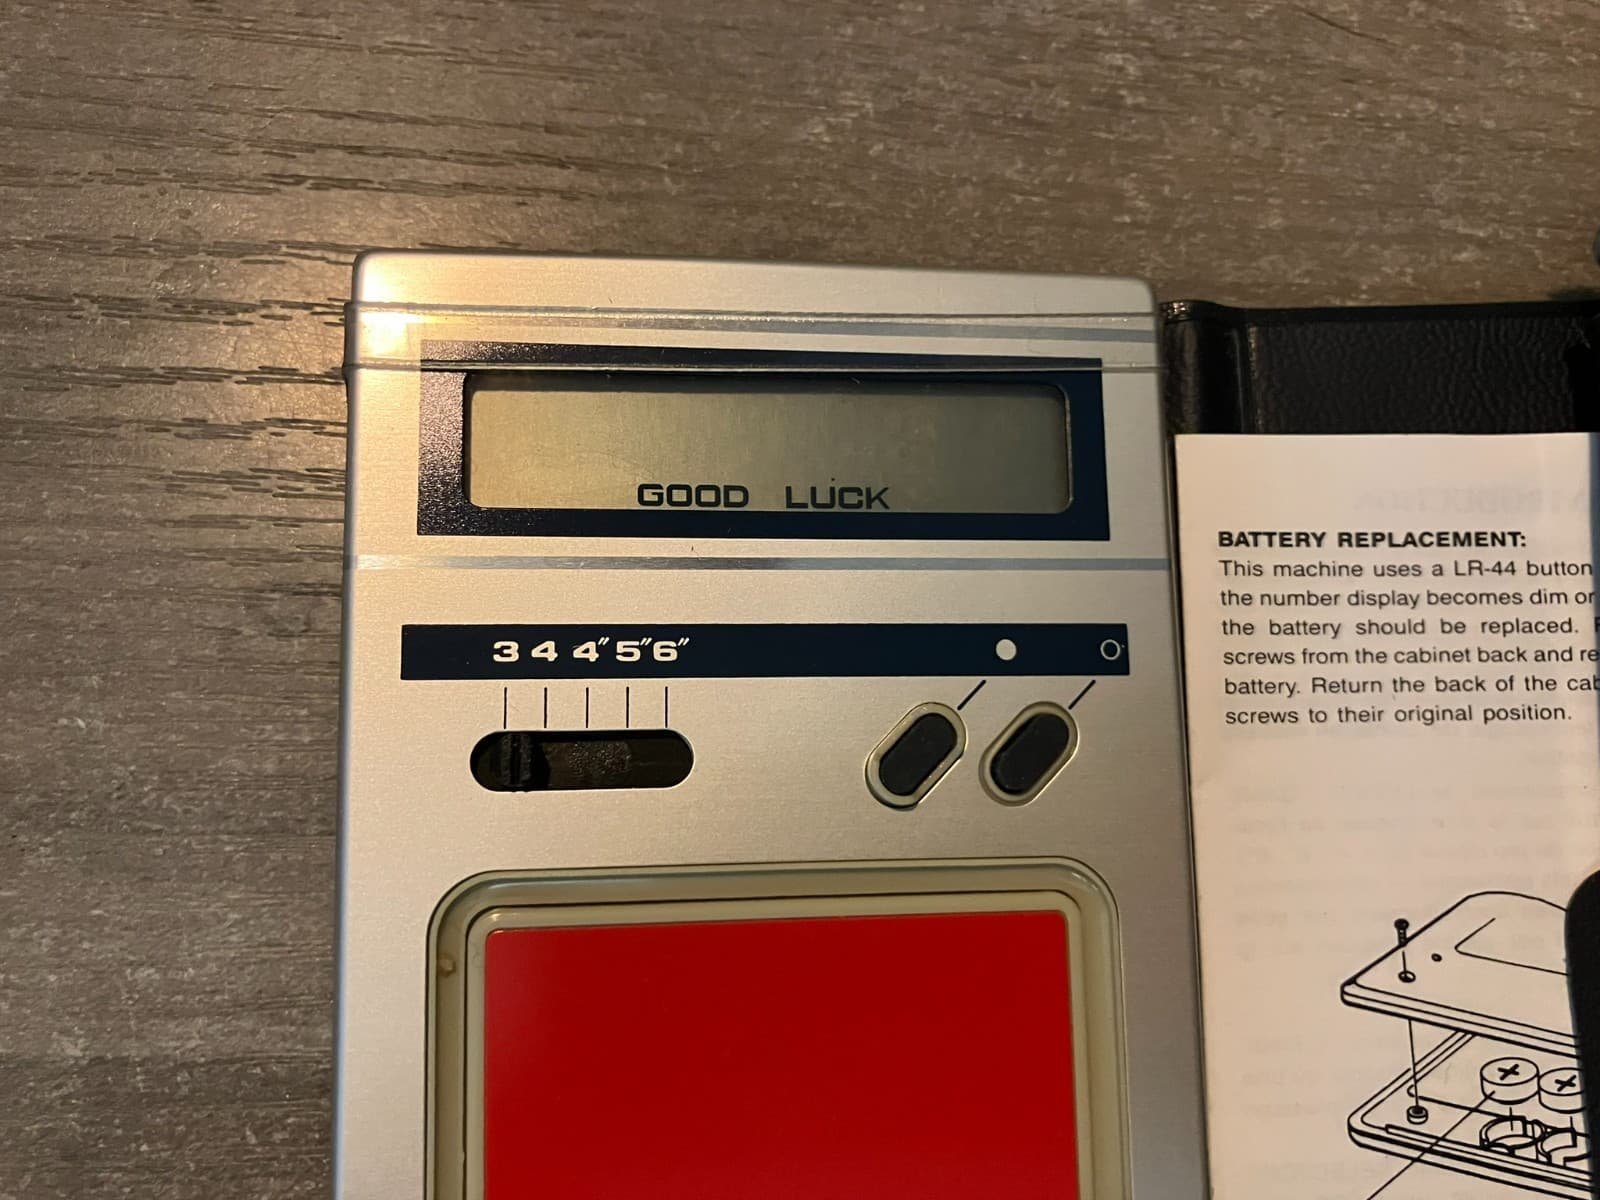 GOOD LUCK
3 4 4″ 5″ 6″
BATTERY REPLACEMENT:
This machine uses a LR-44 button
the number display becomes dim or
the battery should be replaced.
screws from the cabinet back and re
battery. Return the back of the cab
screws to their original position.